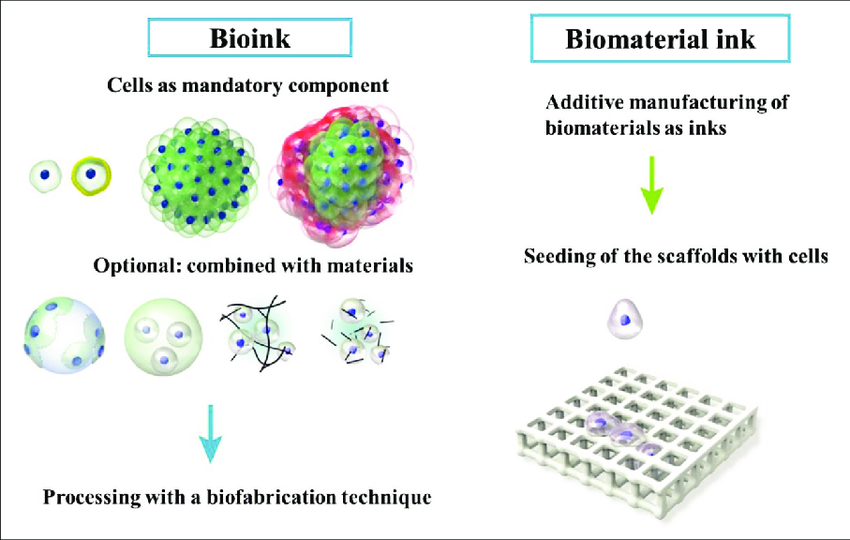 Bioink
Cells as mandatory component
Optional: combined with materials
Processing with a biofabrication technique
Biomaterial ink
Additive manufacturing of
biomaterials as inks
Seeding of the scaffolds with cells